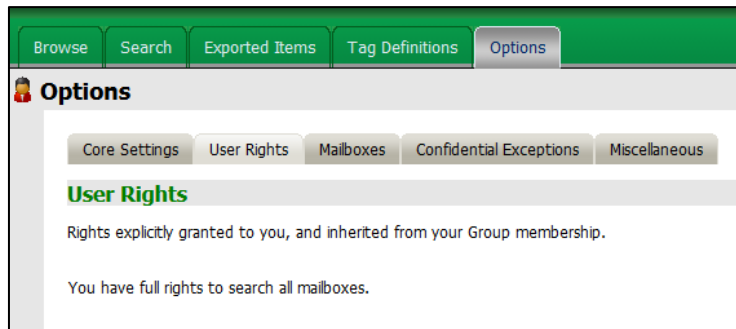 Browse Search Exported Items Tag Definitions Options
Options
Core Settings User Rights Mailboxes Confidential Exceptions Miscellaneous
User Rights
Rights explicitly granted to you, and inherited from your Group membership.
You have full rights to search all mailboxes.